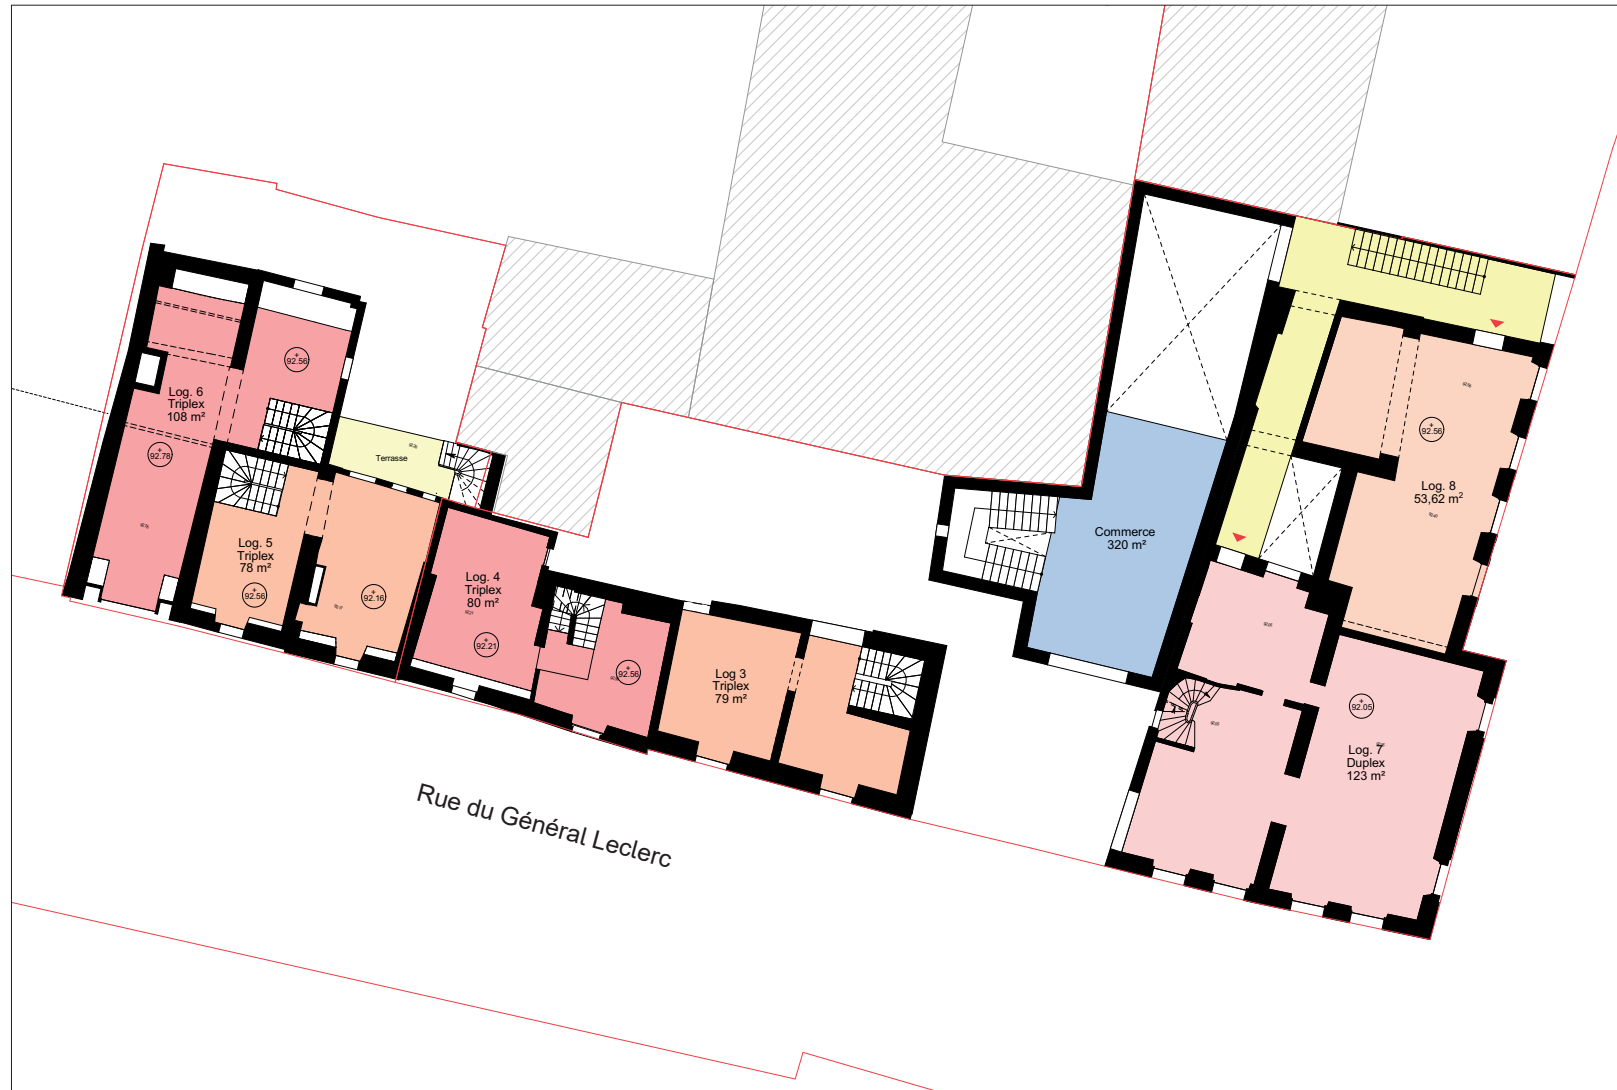 92.56
Log. 6
Triplex
108 m²
92.78
Terrasse
Log. 5
Triplex
78 m²
92.56
92.16
Log. 4
Triplex
80 m²
92.21
92.56
Log 3
Triplex
79 m²
Commerce
320 m²
92.56
Log. 8
53,62 m²
92.05
Log. 7
Duplex
123 m²
Rue du Général Leclerc